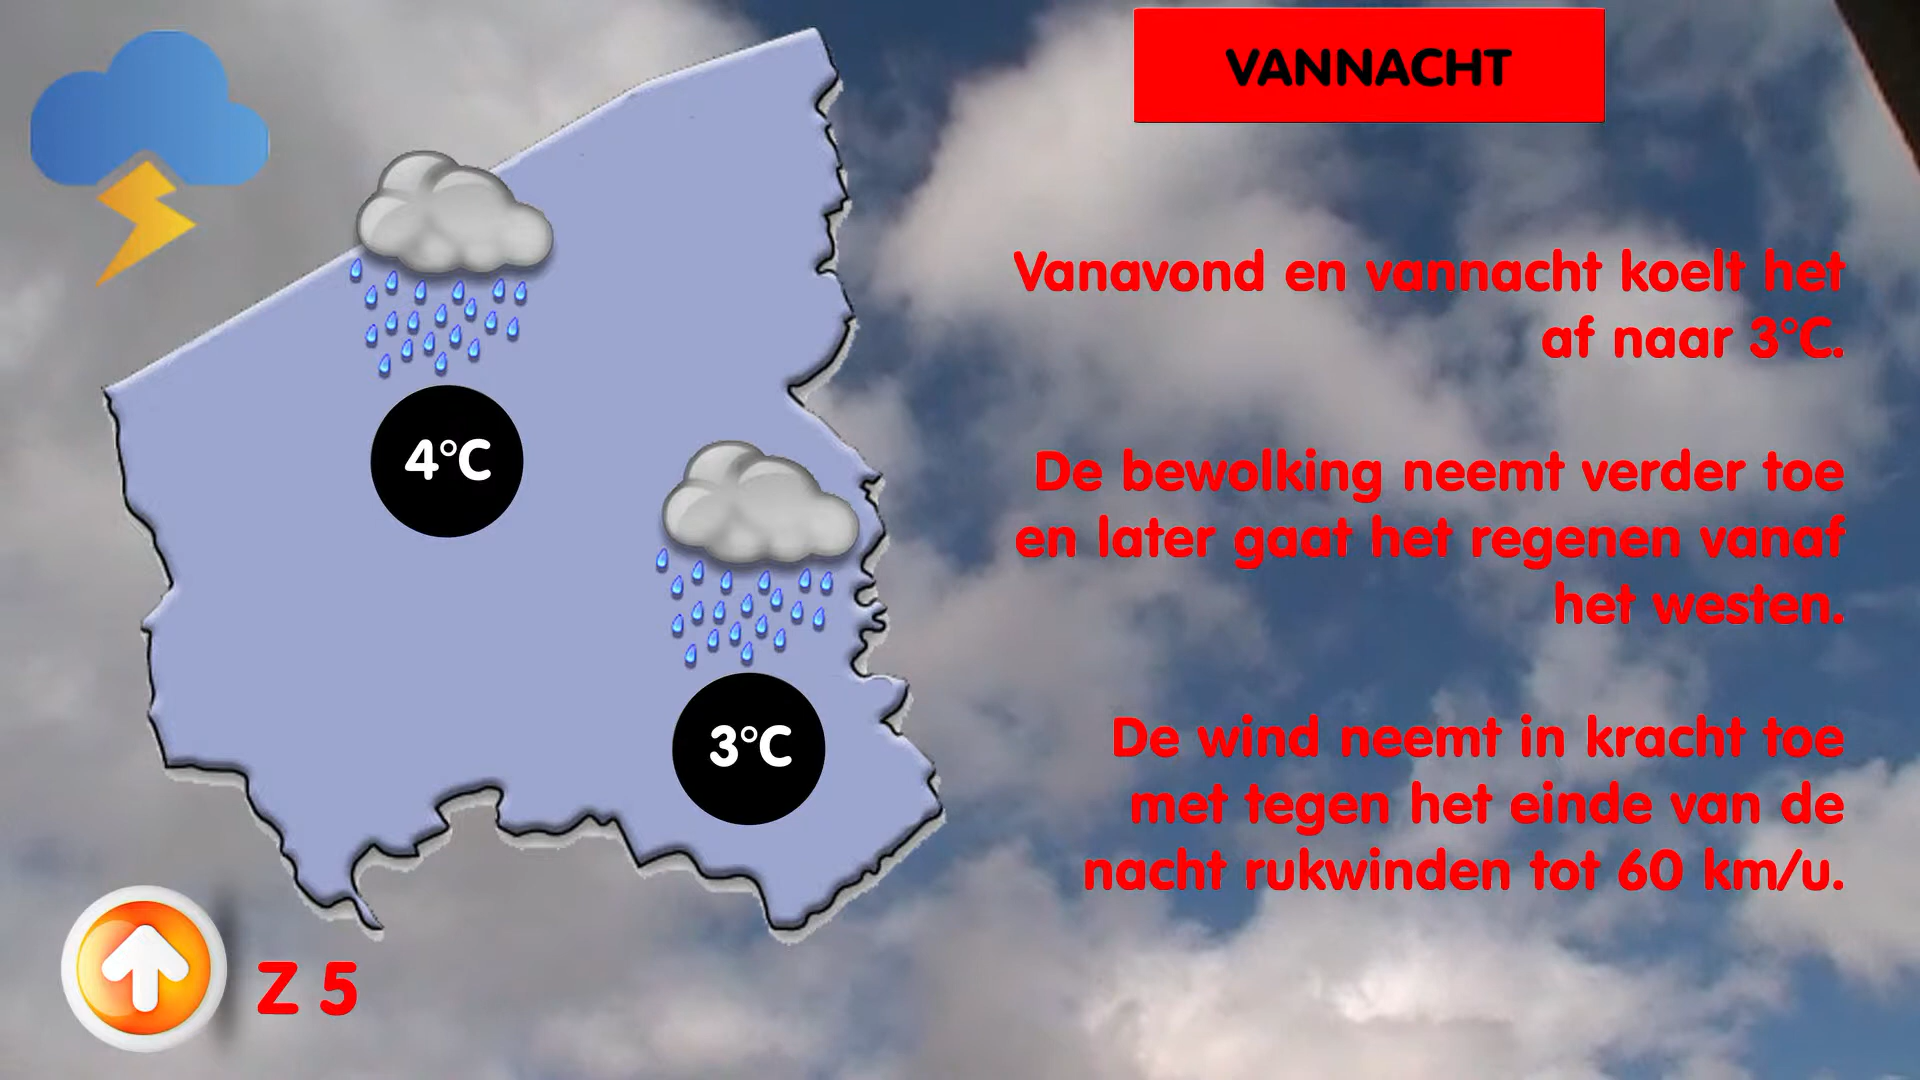 VANNACHT
Vanavond en vannacht koelt het
af naar 3°C.
De bewolking neemt verder toe
en later gaat het regenen vanaf
het westen.
De wind neemt in kracht toe
met tegen het einde van de
nacht rukwinden tot 60 km/u.
4°C
3°C
Z 5